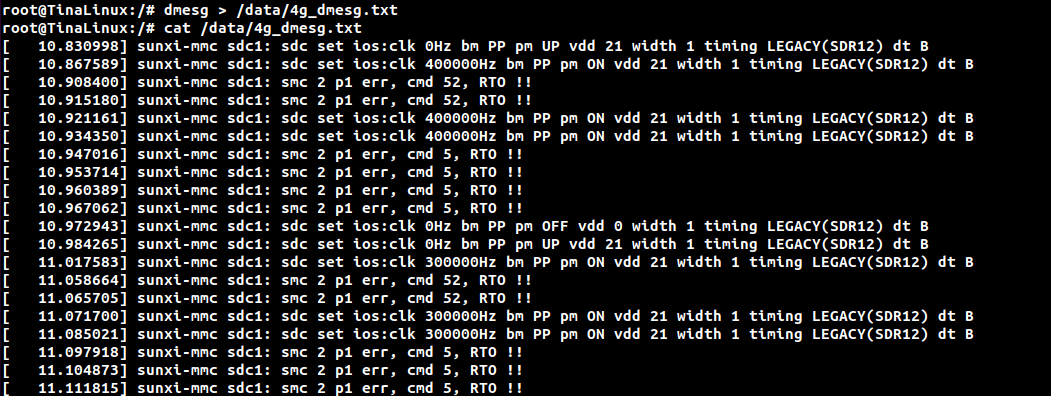 root@TinaLinux:/# dmesg > /data/4g_dmesg.txt
root@TinaLinux:/# cat /data/4g_dmesg.txt
[   10.830998] sunxi-mmc sdc1: sdc set ios:clk 0Hz bm PP pm UP vdd 21 width 1 timing LEGACY(SDR12) dt B
[   10.867589] sunxi-mmc sdc1: sdc set ios:clk 400000Hz bm PP pm ON vdd 21 width 1 timing LEGACY(SDR12) dt B
[   10.908400] sunxi-mmc sdc1: smc 2 p1 err, cmd 52, RTO !!
[   10.915180] sunxi-mmc sdc1: smc 2 p1 err, cmd 52, RTO !!
[   10.921161] sunxi-mmc sdc1: sdc set ios:clk 400000Hz bm PP pm ON vdd 21 width 1 timing LEGACY(SDR12) dt B
[   10.934350] sunxi-mmc sdc1: sdc set ios:clk 400000Hz bm PP pm ON vdd 21 width 1 timing LEGACY(SDR12) dt B
[   10.947016] sunxi-mmc sdc1: smc 2 p1 err, cmd 5, RTO !!
[   10.953714] sunxi-mmc sdc1: smc 2 p1 err, cmd 5, RTO !!
[   10.960389] sunxi-mmc sdc1: smc 2 p1 err, cmd 5, RTO !!
[   10.967062] sunxi-mmc sdc1: smc 2 p1 err, cmd 5, RTO !!
[   10.972943] sunxi-mmc sdc1: sdc set ios:clk 0Hz bm PP pm OFF vdd 0 width 1 timing LEGACY(SDR12) dt B
[   10.984265] sunxi-mmc sdc1: sdc set ios:clk 0Hz bm PP pm UP vdd 21 width 1 timing LEGACY(SDR12) dt B
[   11.017583] sunxi-mmc sdc1: sdc set ios:clk 300000Hz bm PP pm ON vdd 21 width 1 timing LEGACY(SDR12) dt B
[   11.058664] sunxi-mmc sdc1: smc 2 p1 err, cmd 52, RTO !!
[   11.065705] sunxi-mmc sdc1: smc 2 p1 err, cmd 52, RTO !!
[   11.071700] sunxi-mmc sdc1: sdc set ios:clk 300000Hz bm PP pm ON vdd 21 width 1 timing LEGACY(SDR12) dt B
[   11.085021] sunxi-mmc sdc1: sdc set ios:clk 300000Hz bm PP pm ON vdd 21 width 1 timing LEGACY(SDR12) dt B
[   11.097918] sunxi-mmc sdc1: smc 2 p1 err, cmd 5, RTO !!
[   11.104873] sunxi-mmc sdc1: smc 2 p1 err, cmd 5, RTO !!
[   11.111815] sunxi-mmc sdc1: smc 2 p1 err, cmd 5, RTO !!